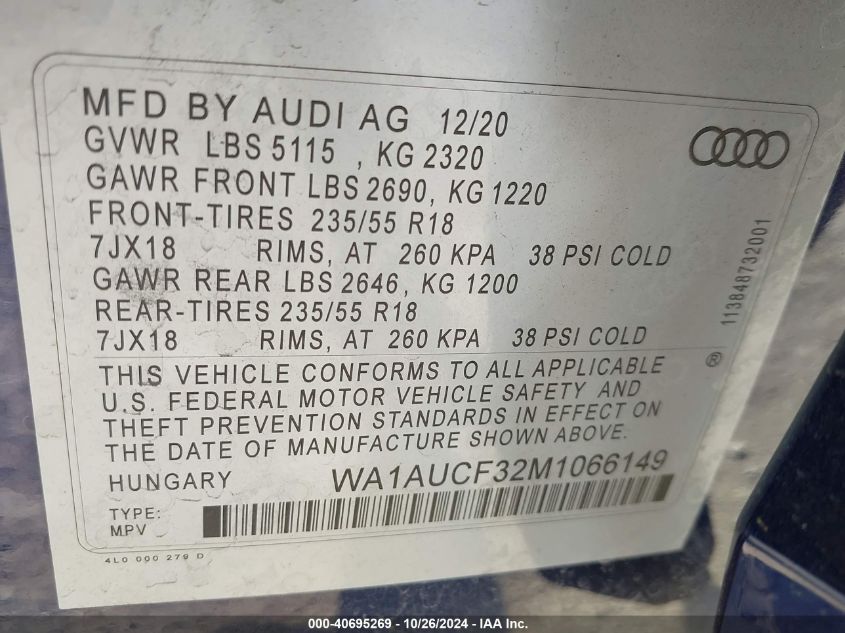 MFD BY AUDI AG 12/20
GVWR LBS 5115 , KG 2320
GAWR FRONT LBS 2690, KG 1220
FRONT-TIRES 235/55 R18
7JX18 RIMS, AT 260 KPA 38 PSI COLD
GAWR REAR LBS 2646, KG 1200
REAR-TIRES 235/55 R18
7JX18 RIMS, AT 260 KPA 38 PSI COLD
THIS VEHICLE CONFORMS TO ALL APPLICABLE
U.S. FEDERAL MOTOR VEHICLE SAFETY AND
THEFT PREVENTION STANDARDS IN EFFECT ON
THE DATE OF MANUFACTURE SHOWN ABOVE.
HUNGARY WA1AUCF32M1066149
TYPE:
MPV
4L0 000 279 D
113848732001
®
000-40695269 - 10/26/2024 - IAA, Inc.